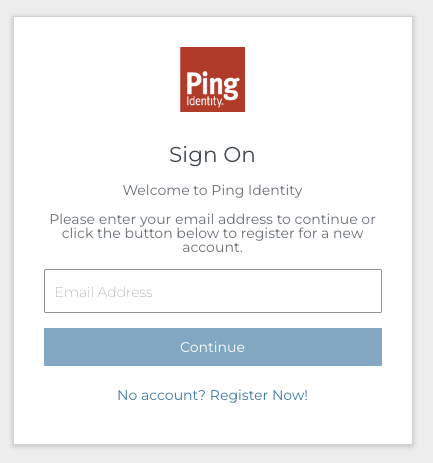 Ping
Identity.
Sign On
Welcome to Ping Identity
Please enter your email address to continue or
click the button below to register for a new
account.
Email Address
Continue
No account? Register Now!